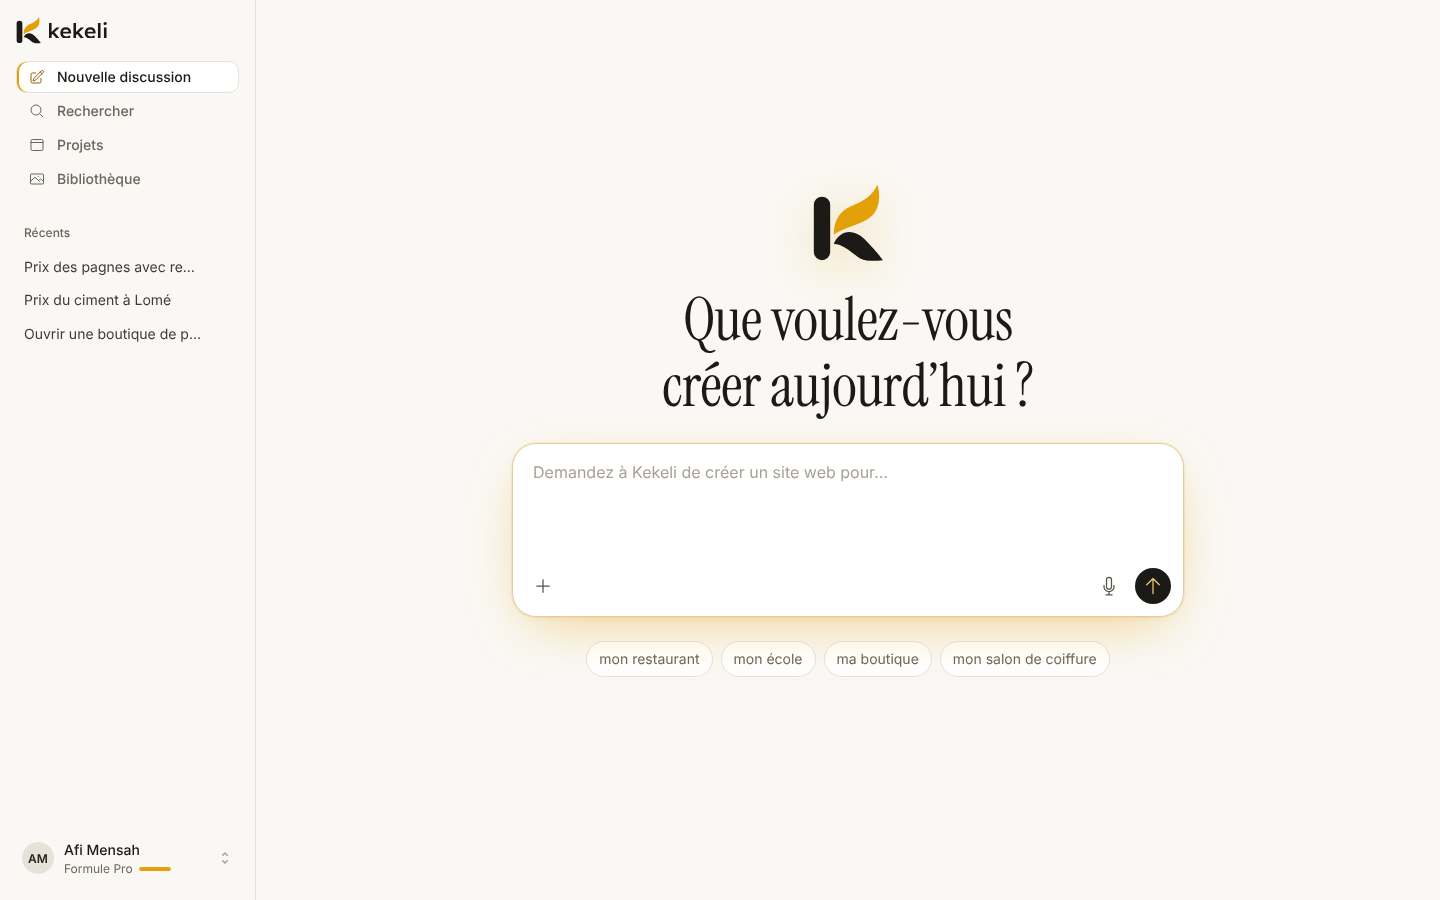 kekeli
Nouvelle discussion
Rechercher
Projets
Bibliothèque
Récents
Prix des pagnes avec re...
Prix du ciment à Lomé
Ouvrir une boutique de p...
AM
Afi Mensah
Formule Pro
Que voulez-vous
créer aujourd’hui ?
Demandez à Kekeli de créer un site web pour...
mon restaurant
mon école
ma boutique
mon salon de coiffure